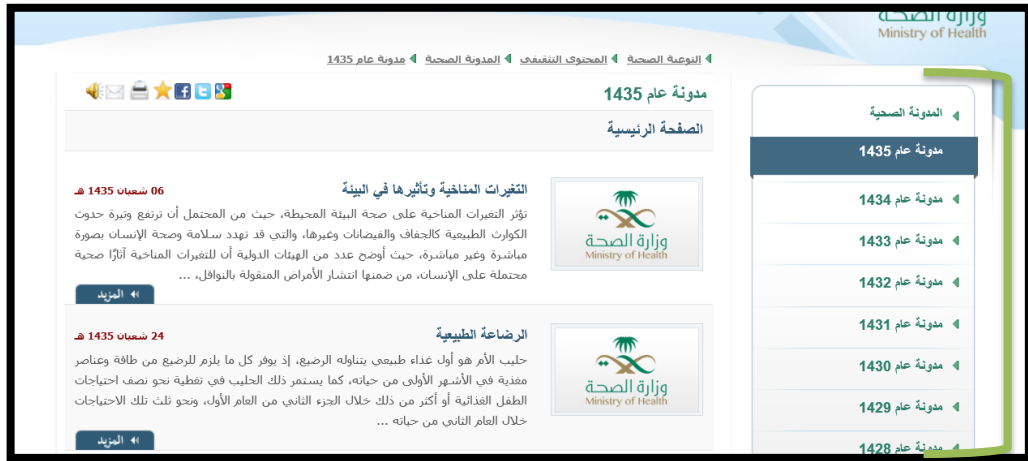 وزارة الصحة
Ministry of Health
التوعية الصحية
المحتوى التثقيفي
المدونة الصحية
مدونة عام 1435
مدونة عام 1435
الصفحة الرئيسية
التغيرات المناخية وتأثيرها في البيئة
06 شعبان 1435 هـ
تؤثر التغيرات المناخية على صحة البيئة المحيطة، حيث من المحتمل أن ترتفع وتيرة حدوث
الكوارث الطبيعية كالجفاف والفيضانات وغيرها، والتي قد تهدد سلامة وصحة الإنسان بصورة
مباشرة وغير مباشرة، حيث أوضح عدد من الهيئات الدولية أن للتغيرات المناخية آثارًا صحية
محتملة على الإنسان، من ضمنها انتشار الأمراض المنقولة بالنواقل، ...
المزيد
وزارة الصحة
Ministry of Health
الرضاعة الطبيعية
24 شعبان 1435 هـ
حليب الأم هو أول غذاء طبيعي يتناوله الرضيع، إذ يوفر كل ما يلزم للرضيع من طاقة وعناصر
مغذية في الأشهر الأولى من حياته، كما يستمر ذلك الحليب في تغطية نحو نصف احتياجات
الطفل الغذائية أو أكثر من ذلك خلال الجزء الثاني من العام الأول، ونحو ثلث تلك الاحتياجات
خلال العام الثاني من حياته ...
المزيد
وزارة الصحة
Ministry of Health
المدونة الصحية
مدونة عام 1435
مدونة عام 1434
مدونة عام 1433
مدونة عام 1432
مدونة عام 1431
مدونة عام 1430
مدونة عام 1429
مدونة عام 1428